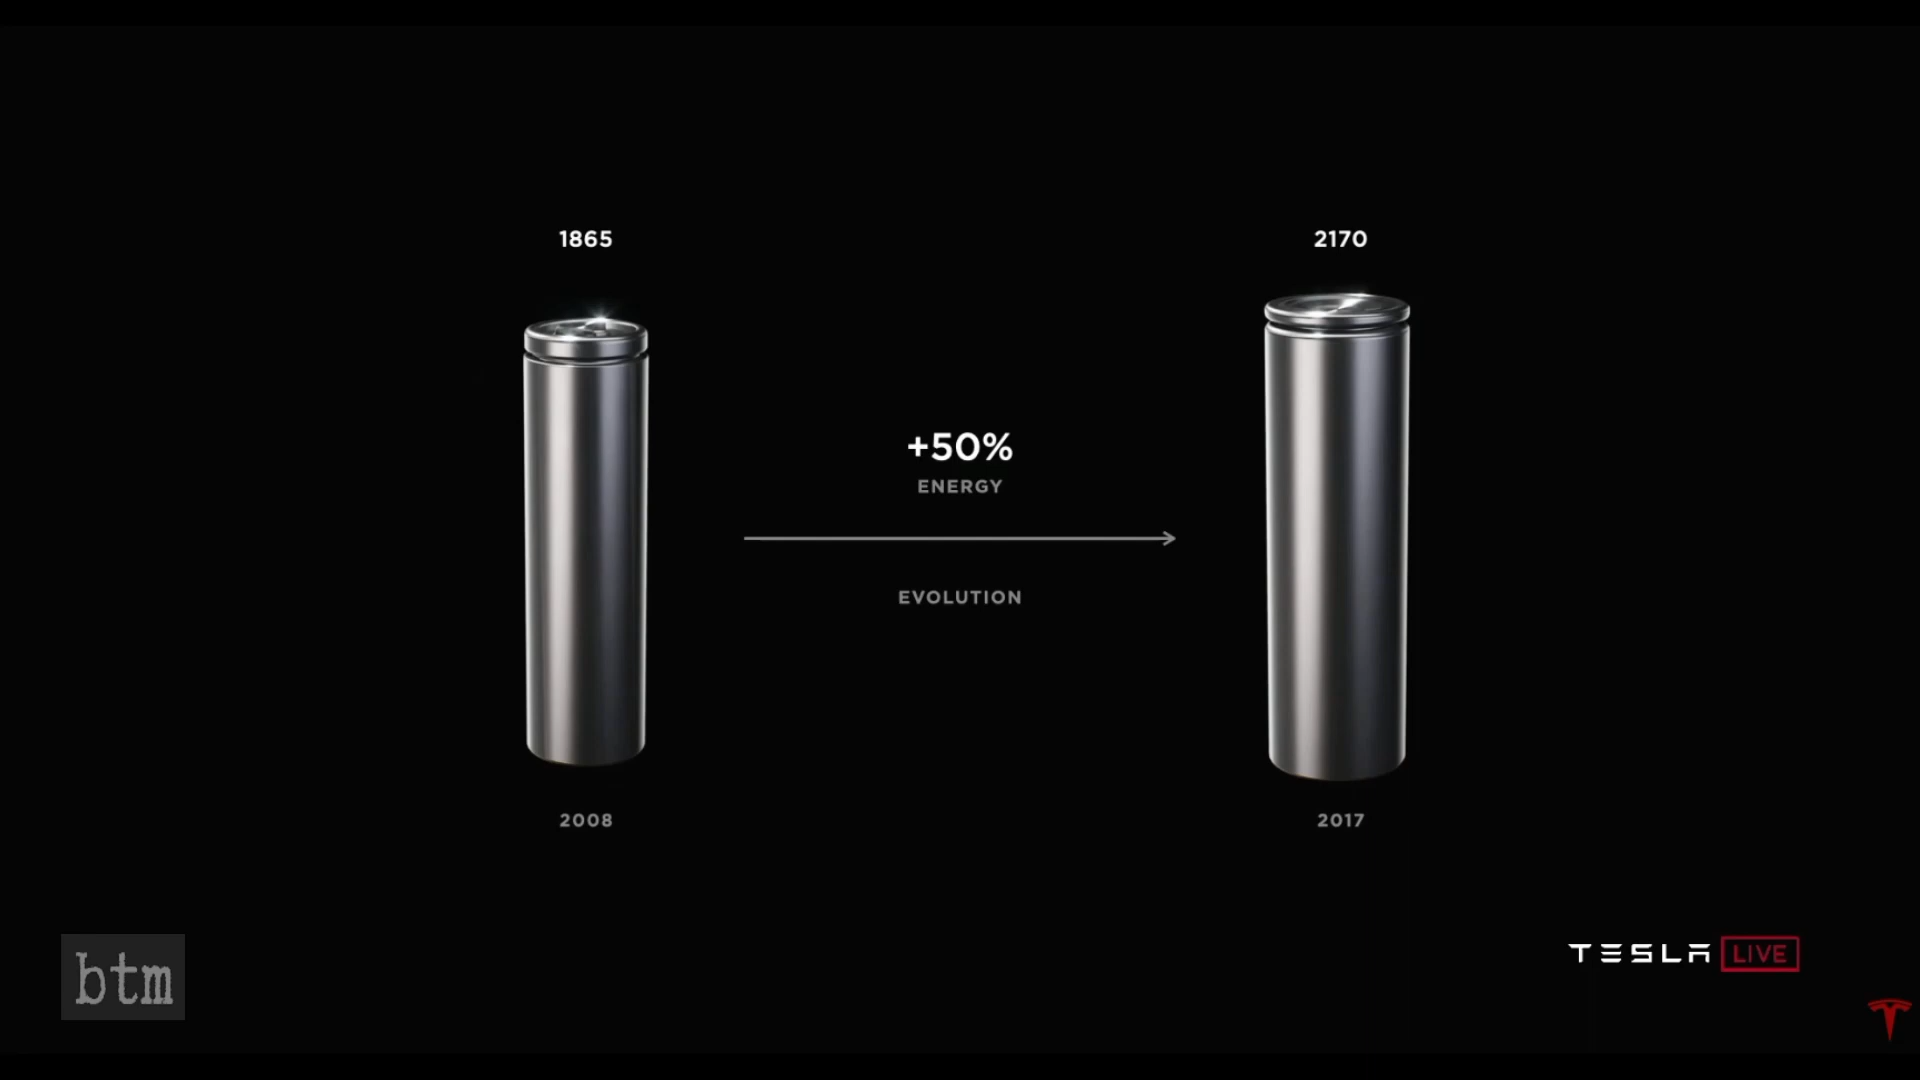 1865
2170
+50%
ENERGY
EVOLUTION
2008
2017
btm
TESLA LIVE